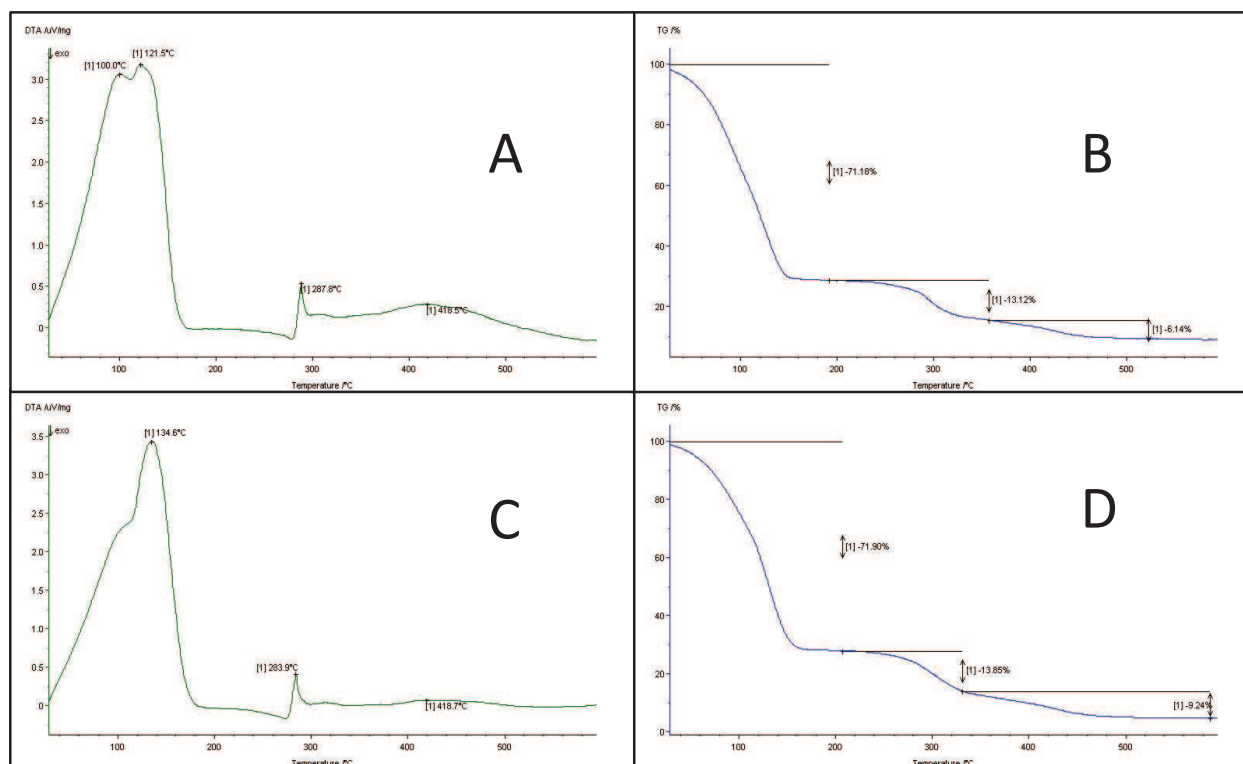 DTA /uV/mg
↓ exo
[1] 100.0°C
[1] 121.5°C
A
3.0
2.5
2.0
1.5
1.0
0.5
0
[1] 287.8°C
[1] 418.5°C
100 200 300 400 500
Temperature /°C
TG /%
B
100
80
60
40
20
[1] -71.18%
[1] -13.12%
[1] -6.14%
100 200 300 400 500
Temperature /°C
DTA /uV/mg
↓ exo
[1] 134.6°C
C
3.5
3.0
2.5
2.0
1.5
1.0
0.5
0.0
[1] 283.9°C
[1] 418.7°C
100 200 300 400 500
Temperature /°C
TG /%
D
100
80
60
40
20
0
[1] -71.90%
[1] -13.85%
[1] -9.24%
100 200 300 400 500
Temperature /°C